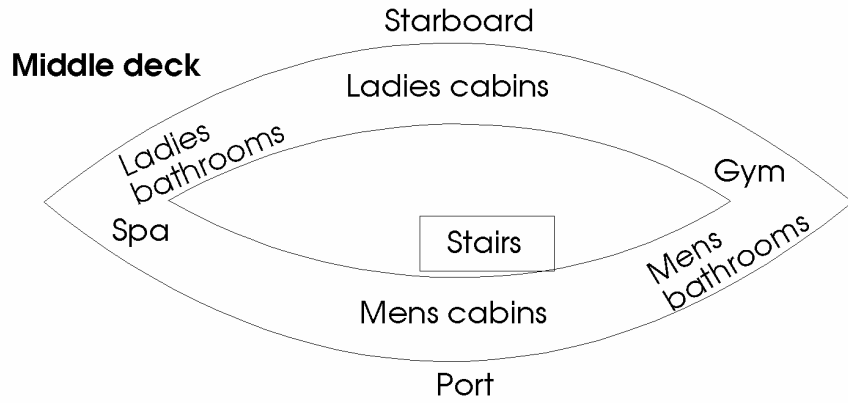 Starboard
Middle deck
Ladies cabins
Ladies
bathrooms
Gym
Spa
Stairs
Mens
bathrooms
Mens cabins
Port